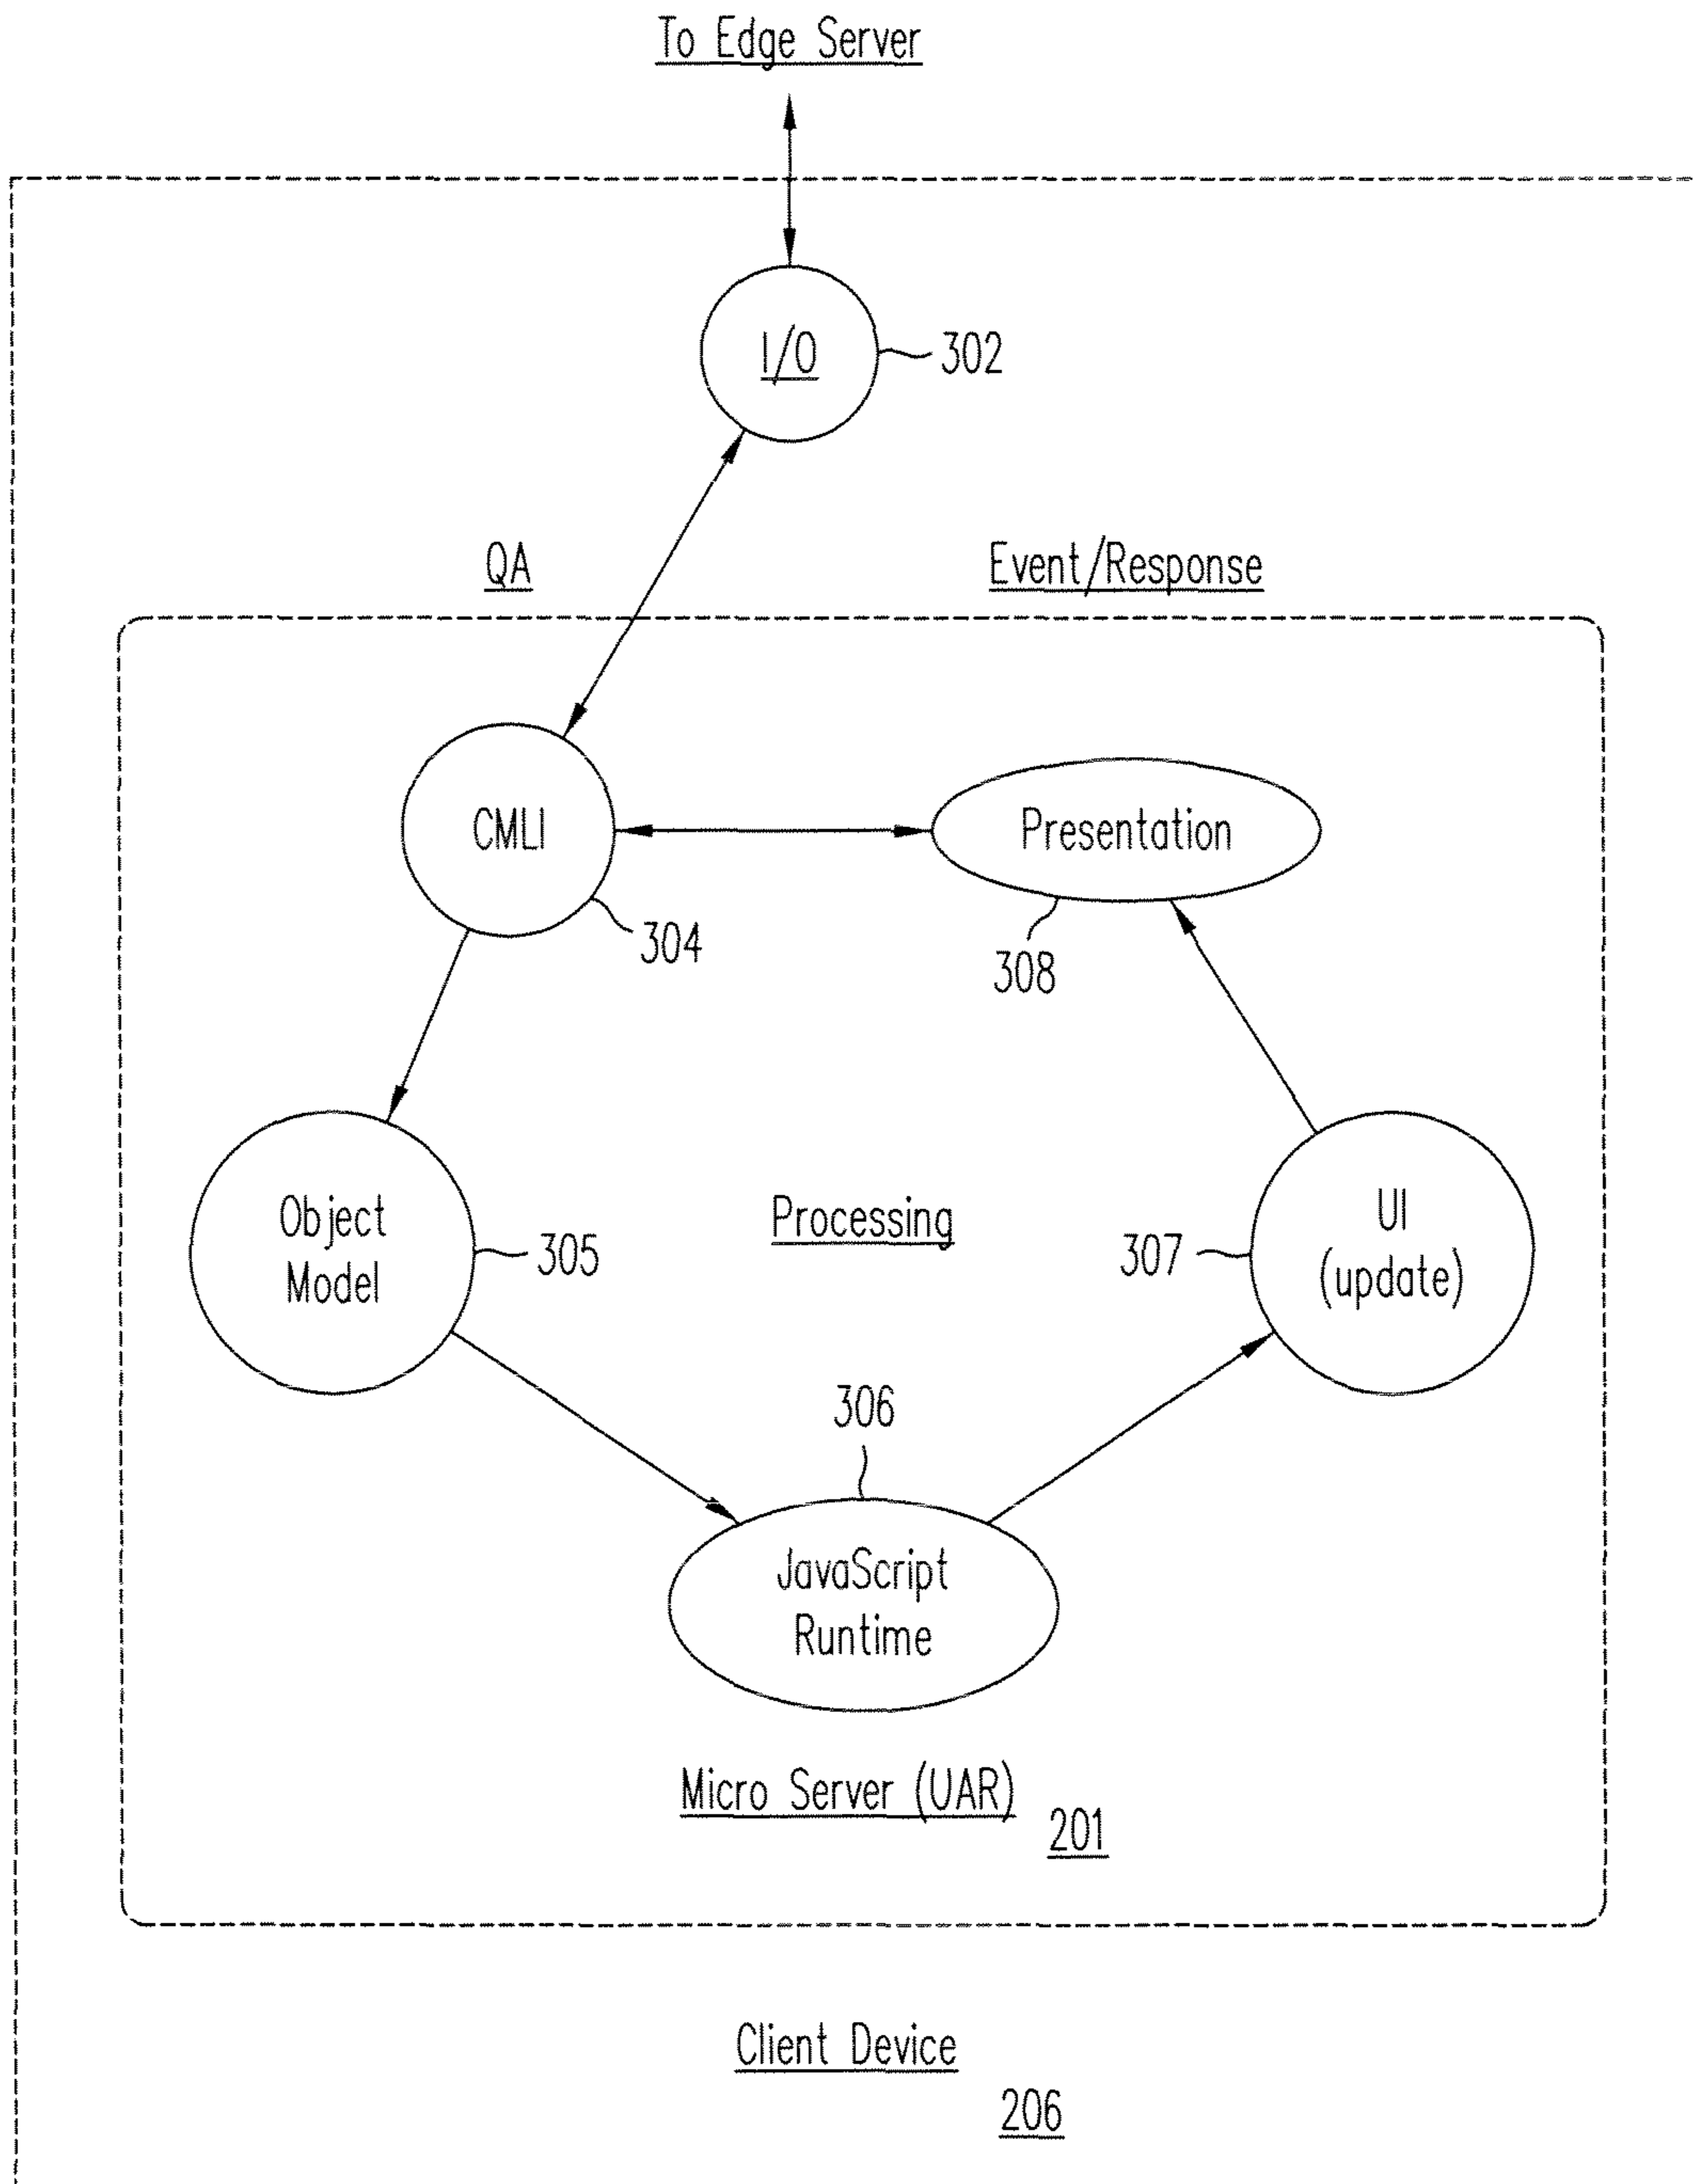 To Edge Server
I/O
302
QA
Event/Response
CMLI
Presentation
304
308
Object
Model
305
Processing
307
UI
(update)
306
JavaScript
Runtime
Micro Server (UAR)
201
Client Device
206